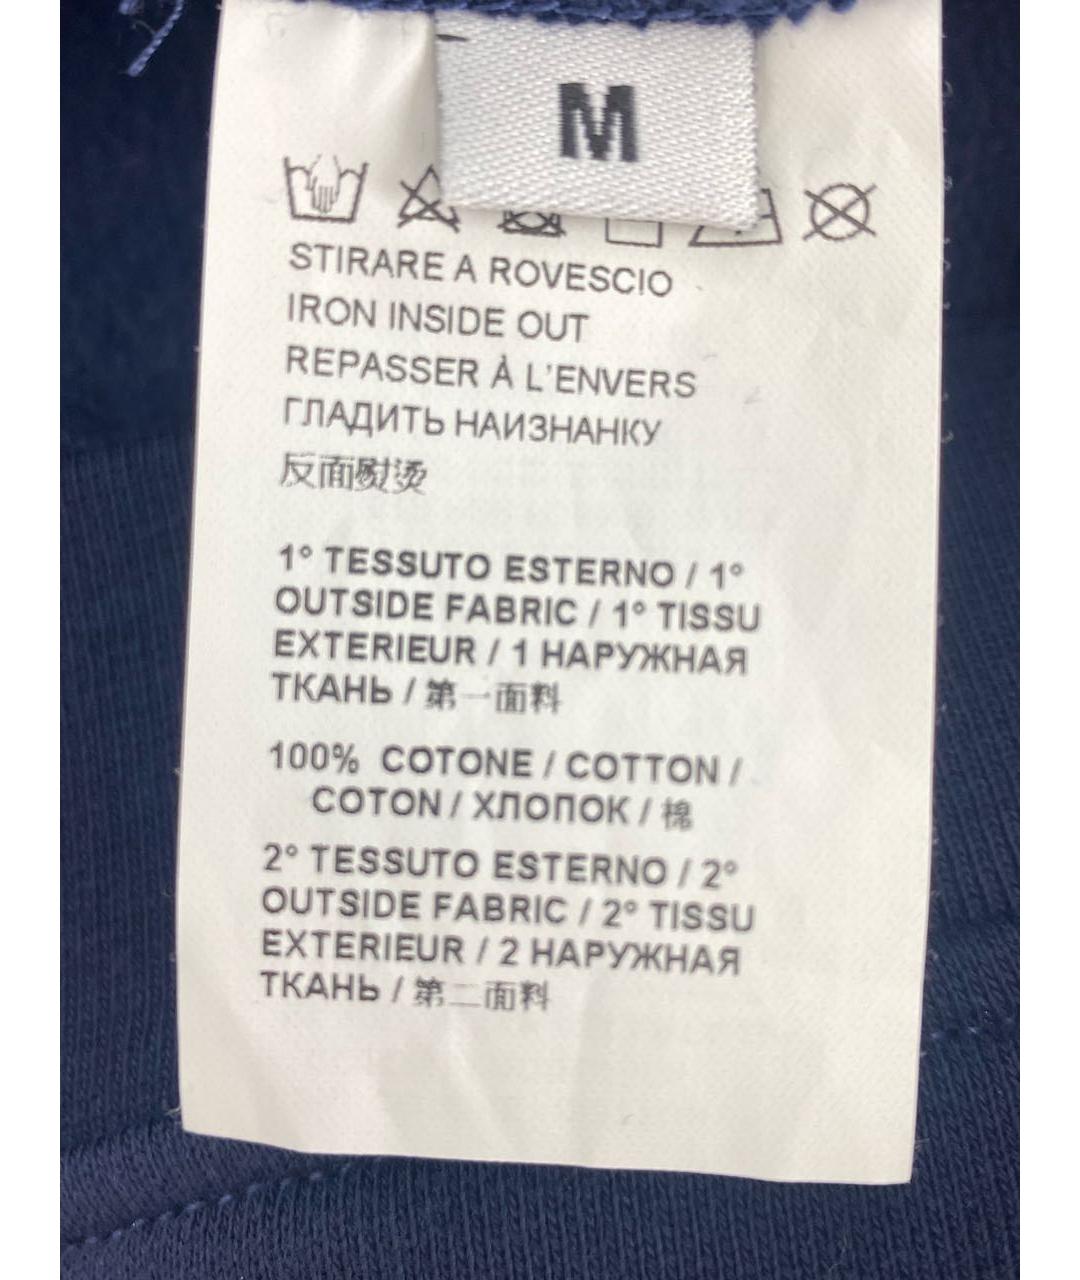 M
STIRARE A ROVESCIO
IRON INSIDE OUT
REPASSER À L'ENVERS
ГЛАДИТЬ НАИЗНАНКУ
反面熨烫
1° TESSUTO ESTERNO / 1°
OUTSIDE FABRIC / 1° TISSU
EXTERIEUR / 1 НАРУЖНАЯ
ТКАНЬ / 第一面料
100% COTONE / COTTON /
COTON / ХЛОПОК / 棉
2° TESSUTO ESTERNO / 2°
OUTSIDE FABRIC / 2° TISSU
EXTERIEUR / 2 НАРУЖНАЯ
ТКАНЬ / 第二面料